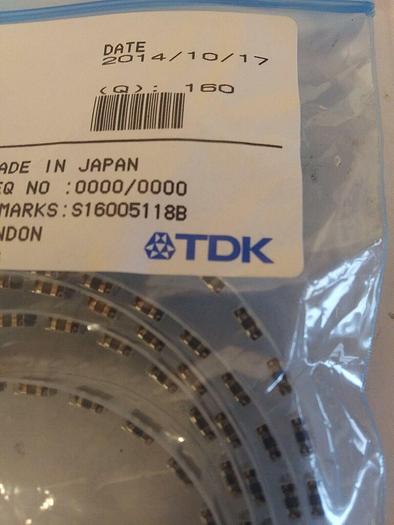 DATE
2014/10/17
(Q): 160
ADE IN JAPAN
EQ NO :0000/0000
MARKS:S16005118B
NDON
TDK